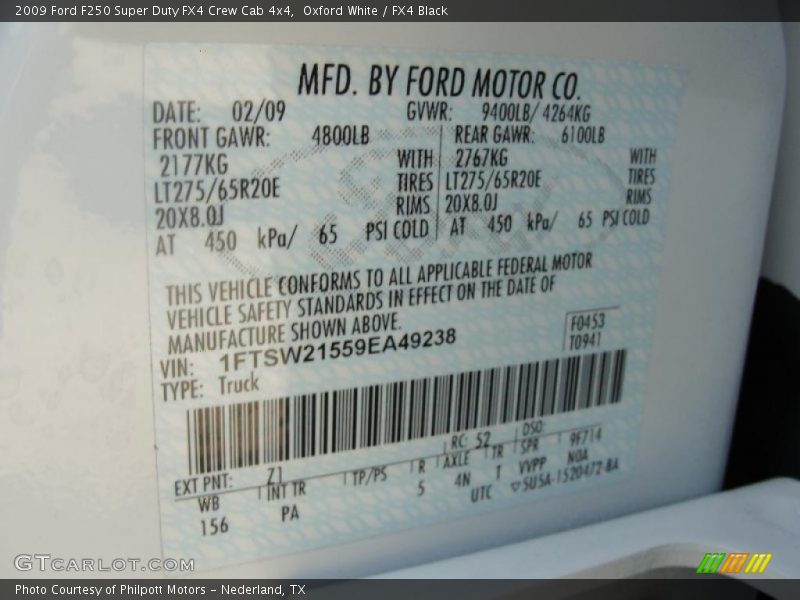 2009 Ford F250 Super Duty FX4 Crew Cab 4x4, Oxford White / FX4 Black
MFD. BY FORD MOTOR CO.
DATE: 02/09 GVWR: 9400LB/ 4264KG
FRONT GAWR: 4800LB REAR GAWR: 6100LB
2177KG WITH 2767KG WITH
LT275/65R20E TIRES LT275/65R20E TIRES
20X8.0J RIMS 20X8.0J RIMS
AT 450 kPa/ 65 PSI COLD AT 450 kPa/ 65 PSI COLD
THIS VEHICLE CONFORMS TO ALL APPLICABLE FEDERAL MOTOR
VEHICLE SAFETY STANDARDS IN EFFECT ON THE DATE OF
MANUFACTURE SHOWN ABOVE.
F0453
T0941
VIN: 1FTSW21559EA49238
TYPE: Truck
EXT PNT: Z1 RC: 52 DSO:
WB INT TR TP/PS R AXLE TR SPR 9F714
156 PA 5 4N T VVPP N0A
UTC ▽5U5A-1520472-BA
GTCARLOT.COM
Photo Courtesy of Philpott Motors - Nederland, TX